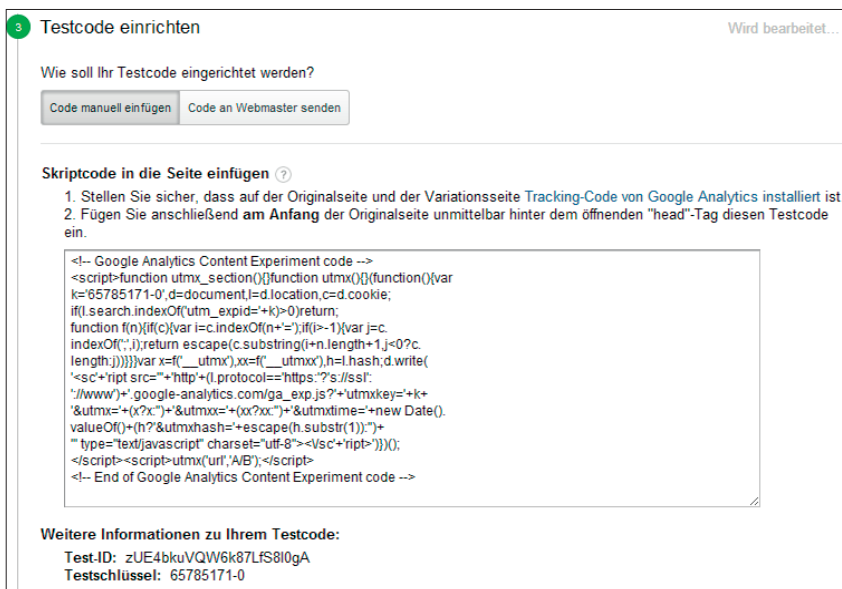 3 Testcode einrichten Wird bearbeitet...
Wie soll Ihr Testcode eingerichtet werden?
Code manuell einfügen Code an Webmaster senden
Skriptcode in die Seite einfügen ?
1. Stellen Sie sicher, dass auf der Originalseite und der Variationsseite Tracking-Code von Google Analytics installiert ist
2. Fügen Sie anschließend am Anfang der Originalseite unmittelbar hinter dem öffnenden "head"-Tag diesen Testcode
ein.
<!-- Google Analytics Content Experiment code -->
<script>function utmx_section(){}function utmx(){}(function(){var
k='65785171-0',d=document,l=d.location,c=d.cookie;
if(l.search.indexOf('utm_expid='+k)>0)return;
function f(n){if(c){var i=c.indexOf(n+'=');if(i>-1){var j=c.
indexOf(';',i);return escape(c.substring(i+n.length+1,j<0?c.
length:j))}}}var x=f('__utmx'),xx=f('__utmxx'),h=l.hash;d.write(
'<sc'+'ript src="'+'http'+(l.protocol=='https:'?'s://ssl':
'://www')+'.google-analytics.com/ga_exp.js?'+'utmxkey='+k+
'&utmx='+(x?x:'')+'&utmxx='+(xx?xx:'')+'&utmxtime='+new Date().
valueOf()+(h?'&utmxhash='+escape(h.substr(1)):'')+
'" type="text/javascript" charset="utf-8"><\/sc'+'ript>')})();
</script><script>utmx('url','A/B');</script>
<!-- End of Google Analytics Content Experiment code -->
Weitere Informationen zu Ihrem Testcode:
Test-ID: zUE4bkuVQW6k87LfS8l0gA
Testschlüssel: 65785171-0